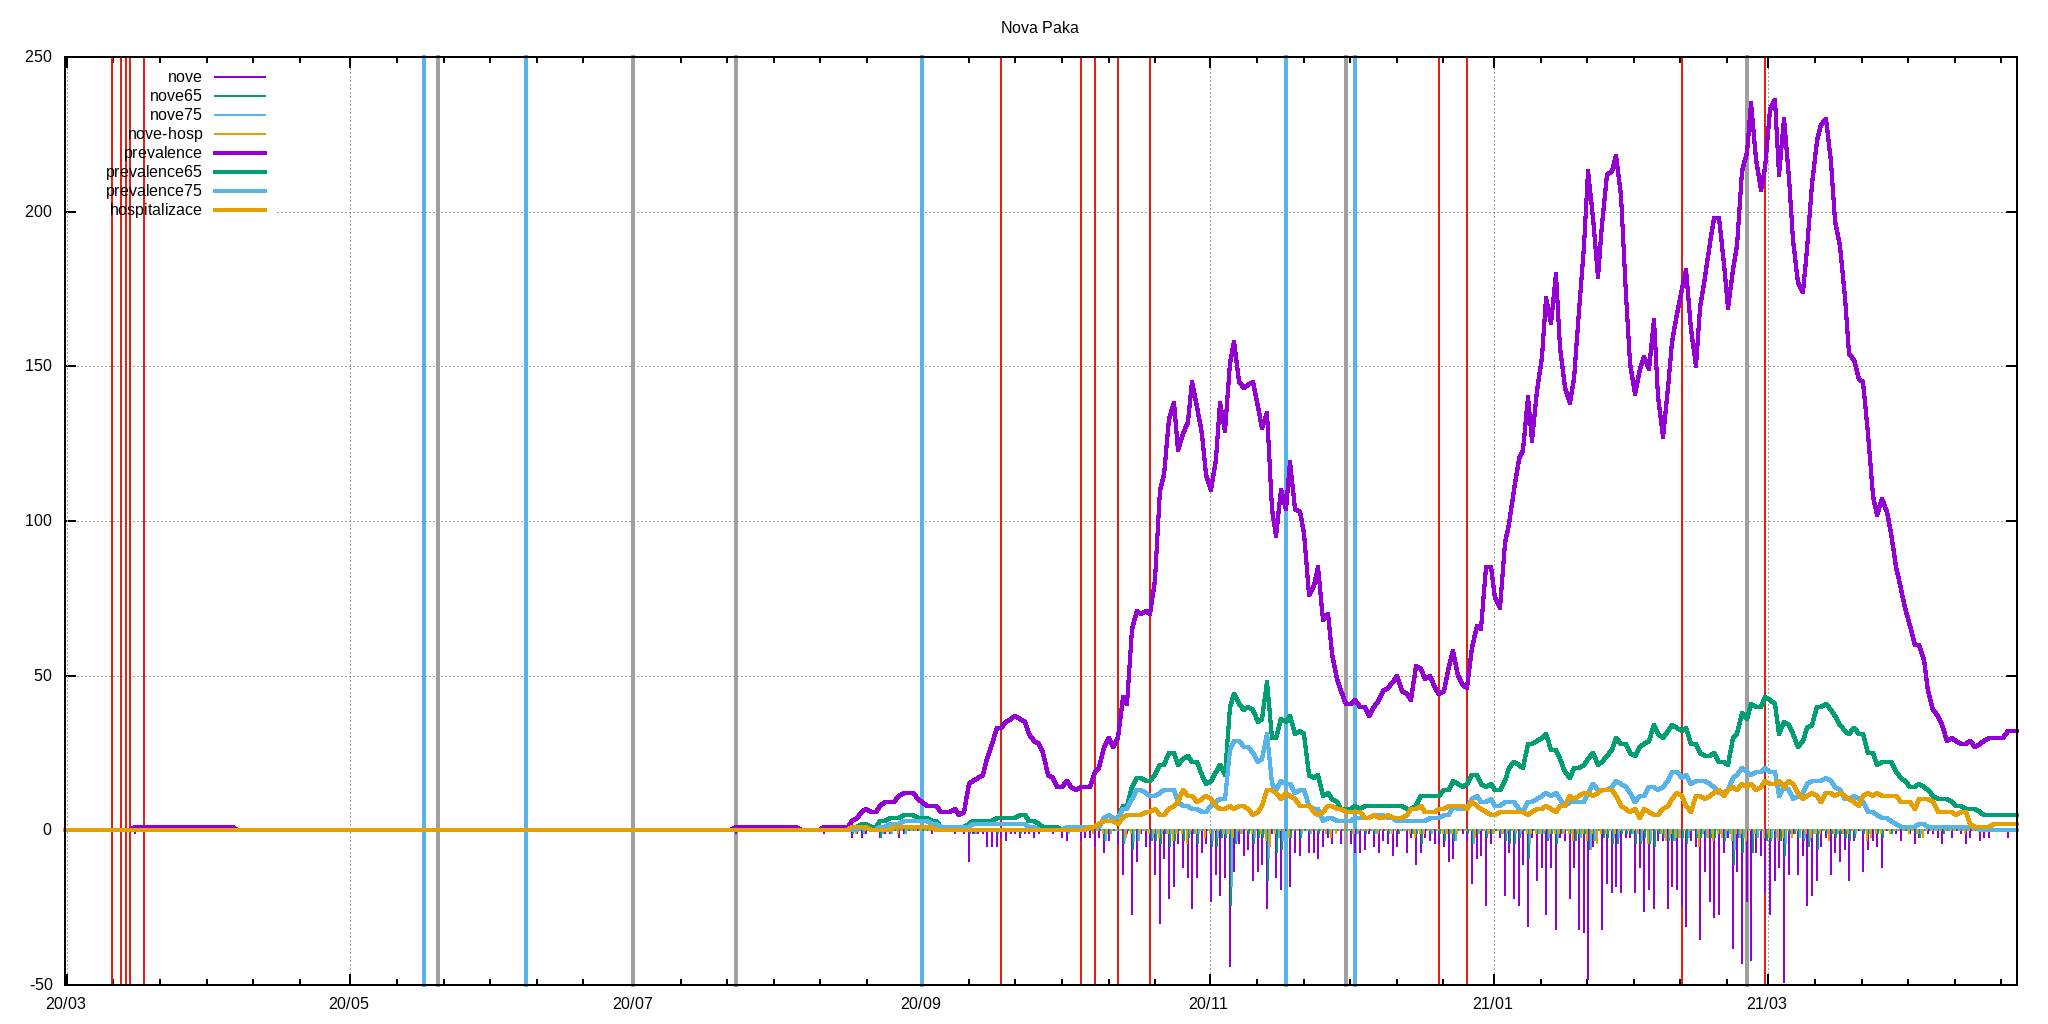 Nova Paka
250
200
150
100
50
0
-50
nove
nove65
nove75
nove-hosp
prevalence
prevalence65
prevalence75
hospitalizace
20/03 20/05 20/07 20/09 20/11 21/01 21/03